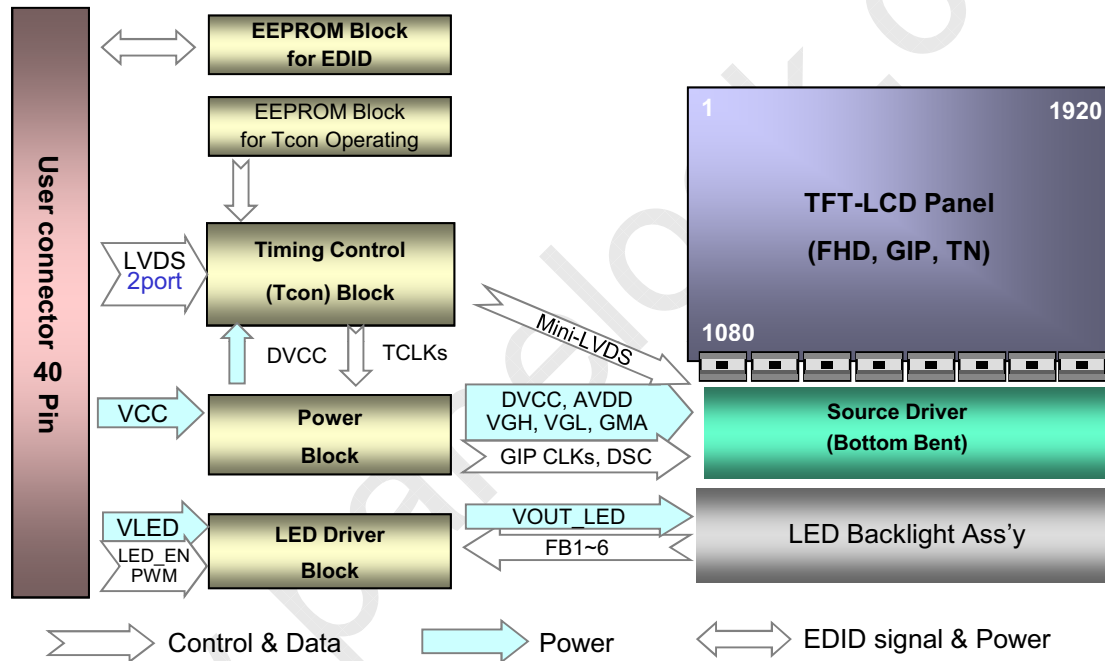 User connector 40 Pin
EEPROM Block
for EDID
EEPROM Block
for Tcon Operating
LVDS
2port
Timing Control
(Tcon) Block
DVCC
TCLKs
Mini-LVDS
1
1920
TFT-LCD Panel
(FHD, GIP, TN)
1080
VCC
Power
Block
DVCC, AVDD
VGH, VGL, GMA
GIP CLKs, DSC
Source Driver
(Bottom Bent)
VLED
LED_EN
PWM
LED Driver
Block
VOUT_LED
FB1~6
LED Backlight Ass'y
Control & Data
Power
EDID signal & Power